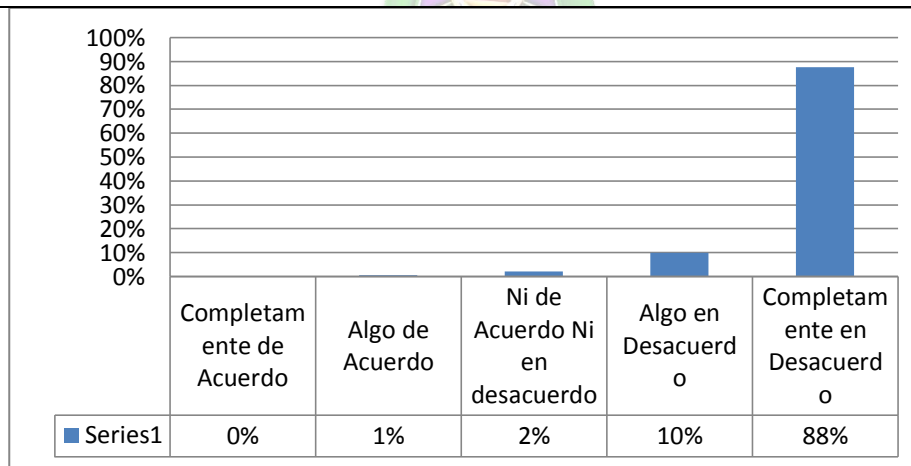 100%
90%
80%
70%
60%
50%
40%
30%
20%
10%
0%
Completam
ente de
Acuerdo
Algo de
Acuerdo
Ni de
Acuerdo Ni
en
desacuerdo
Algo en
Desacuerd
o
Completam
ente en
Desacuerd
o
Series1 0% 1% 2% 10% 88%